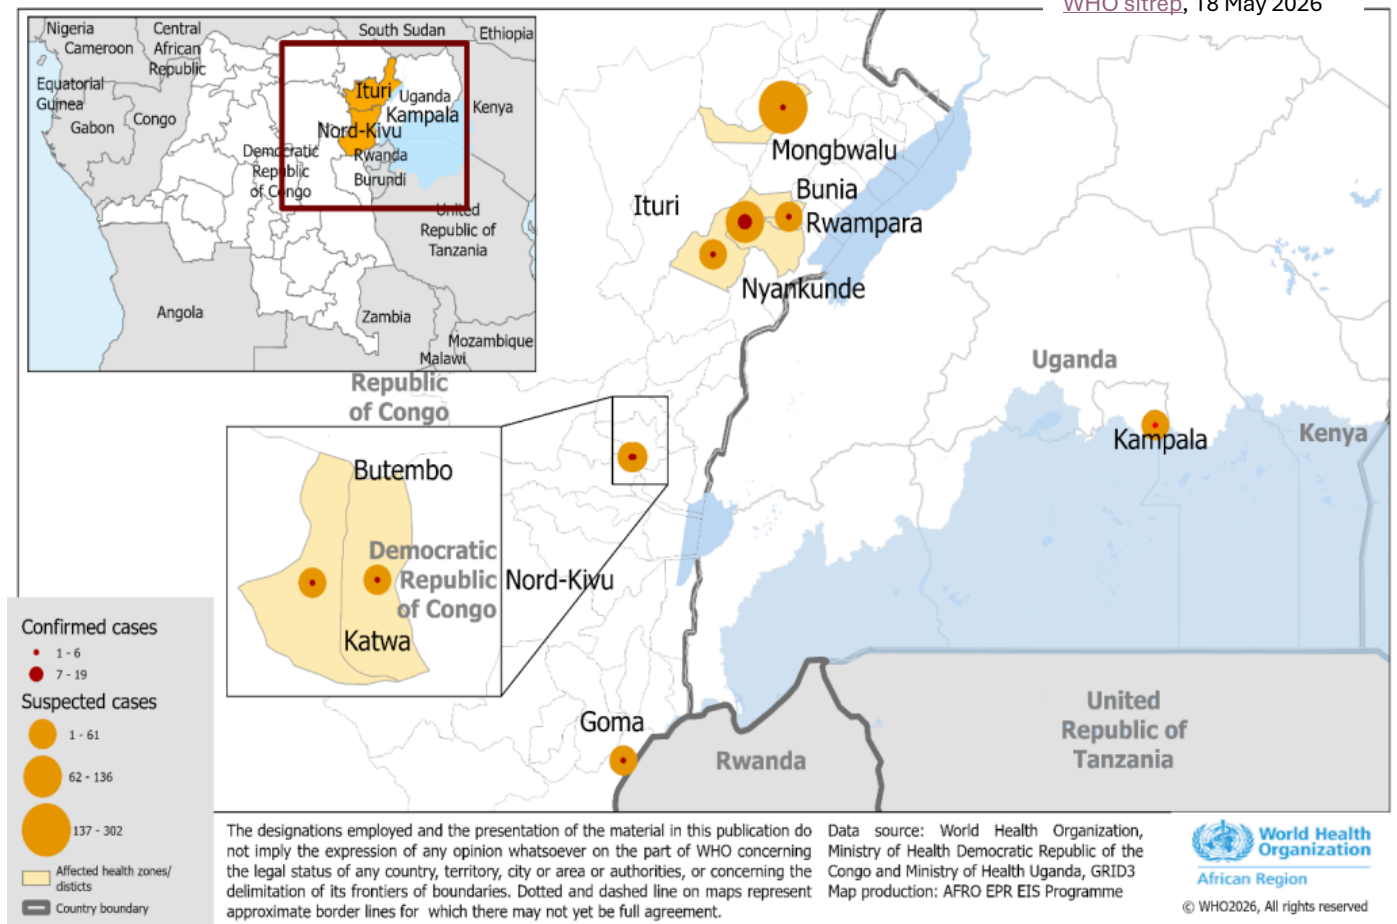 WHO sitrep, 18 May 2026
Nigeria
Cameroon
Central
African
Republic
South Sudan
Ethiopia
Equatorial
Guinea
Gabon
Congo
Ituri
Uganda
Kampala
Kenya
Nord-Kivu
Democratic
Republic
of Congo
Rwanda
Burundi
United
Republic of
Tanzania
Angola
Zambia
Mozambique
Malawi
Mongbwalu
Bunia
Ituri
Rwampara
Nyankunde
Uganda
Kampala
Kenya
Republic
of Congo
Butembo
Democratic
Republic
of Congo
Katwa
Nord-Kivu
Goma
Rwanda
United
Republic of
Tanzania
Confirmed cases
1 - 6
7 - 19
Suspected cases
1 - 61
62 - 136
137 - 302
Affected health zones/
disticts
Country boundary
The designations employed and the presentation of the material in this publication do
not imply the expression of any opinion whatsoever on the part of WHO concerning
the legal status of any country, territory, city or area or authorities, or concerning the
delimitation of its frontiers of boundaries. Dotted and dashed line on maps represent
approximate border lines for which there may not yet be full agreement.
Data source: World Health Organization,
Ministry of Health Democratic Republic of the
Congo and Ministry of Health Uganda, GRID3
Map production: AFRO EPR EIS Programme
World Health
Organization
African Region
© WHO2026, All rights reserved